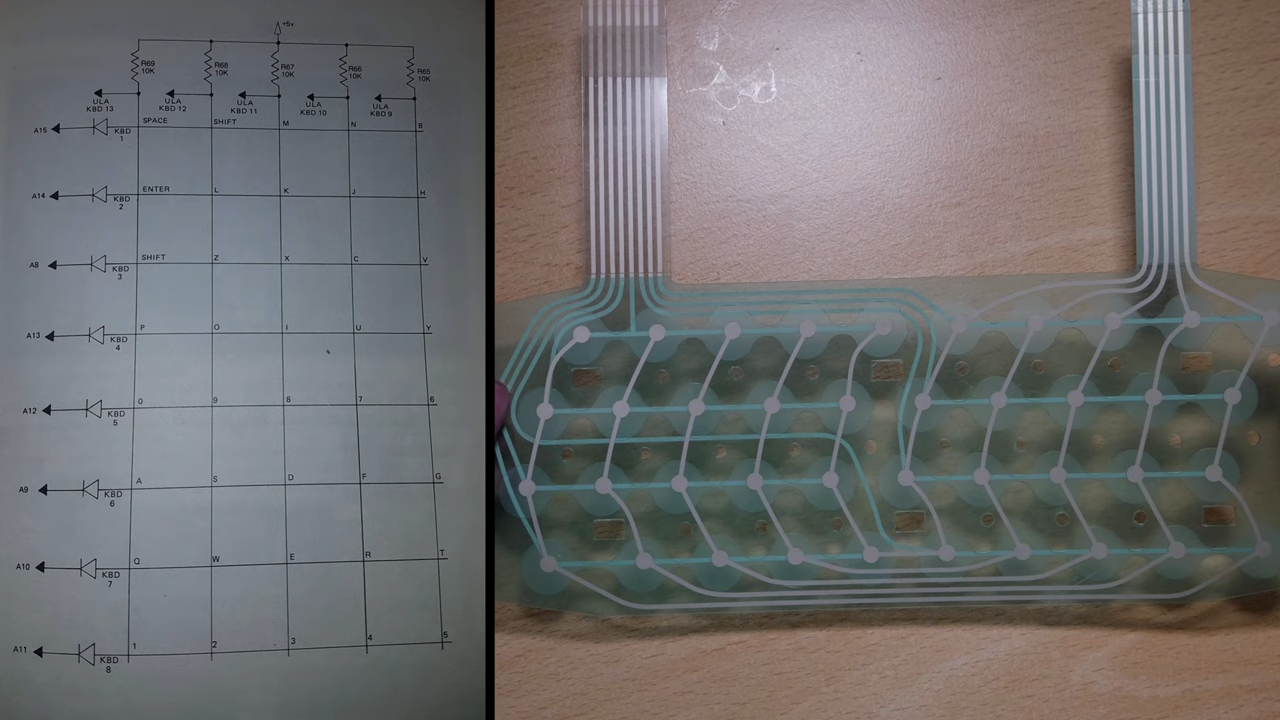 +5v
R69 R68 R67 R66 R65
10K 10K 10K 10K 10K
ULA ULA ULA ULA ULA
KBD 13 KBD 12 KBD 11 KBD 10 KBD 9
A15 KBD 1 SPACE SHIFT M N B
A14 KBD 2 ENTER L K J H
A8 KBD 3 SHIFT Z X C V
A13 KBD 4 P O I U Y
A12 KBD 5 0 9 8 7 6
A9 KBD 6 A S D F G
A10 KBD 7 Q W E R T
A11 KBD 8 1 2 3 4 5